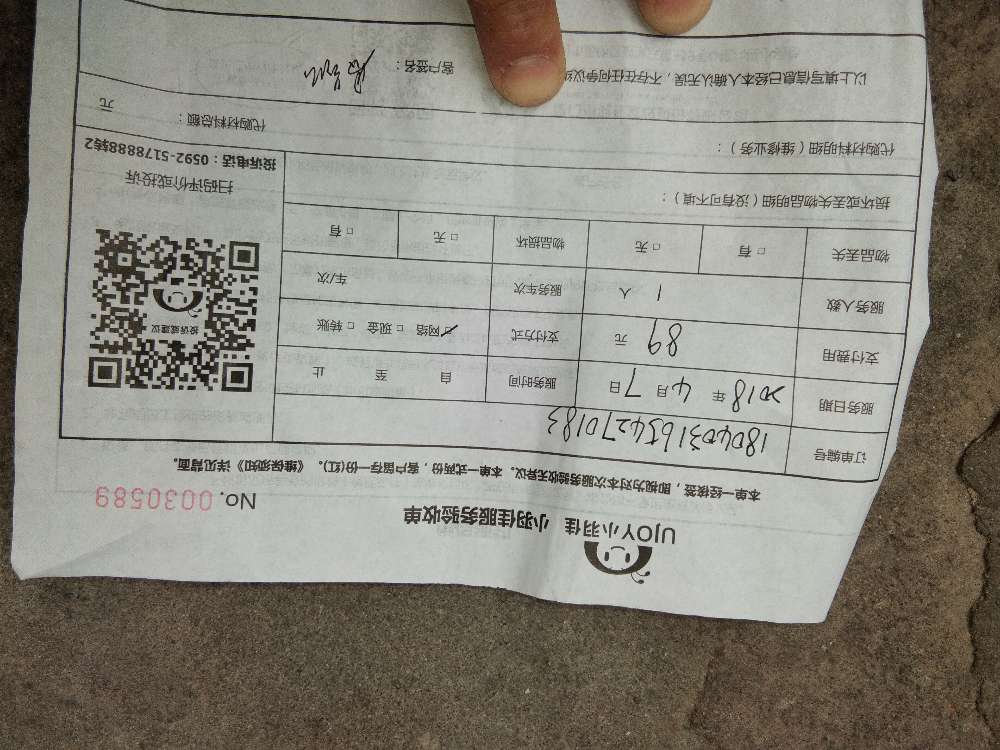 UJOY小羽佳 小羽佳服务验收单
No. 0030589
本单一经接签，即视为对本次服务验收无异议。本单一式两份，客户留存一份(红)。《维保须知》详见背面。
订单编号 1804031654270183
服务日期 2018 年 4 月 7 日 服务时间 自 至 止
支付费用 89 元 支付方式 ☑网络 □ 现金 □ 转账
服务人数 1 人 服务车次 车/次
物品丢失 □ 有 □ 无 物品损坏 □ 无 □ 有
投诉或建议
扫码评价或投诉
投诉电话：0592-5178888转2
损坏或丢失物品明细（没有可不填）：
代购材料明细（维修业务）： 代购材料总额： 元
以上填写信息已经本人确认无误，不存在任何争议 客户签名：